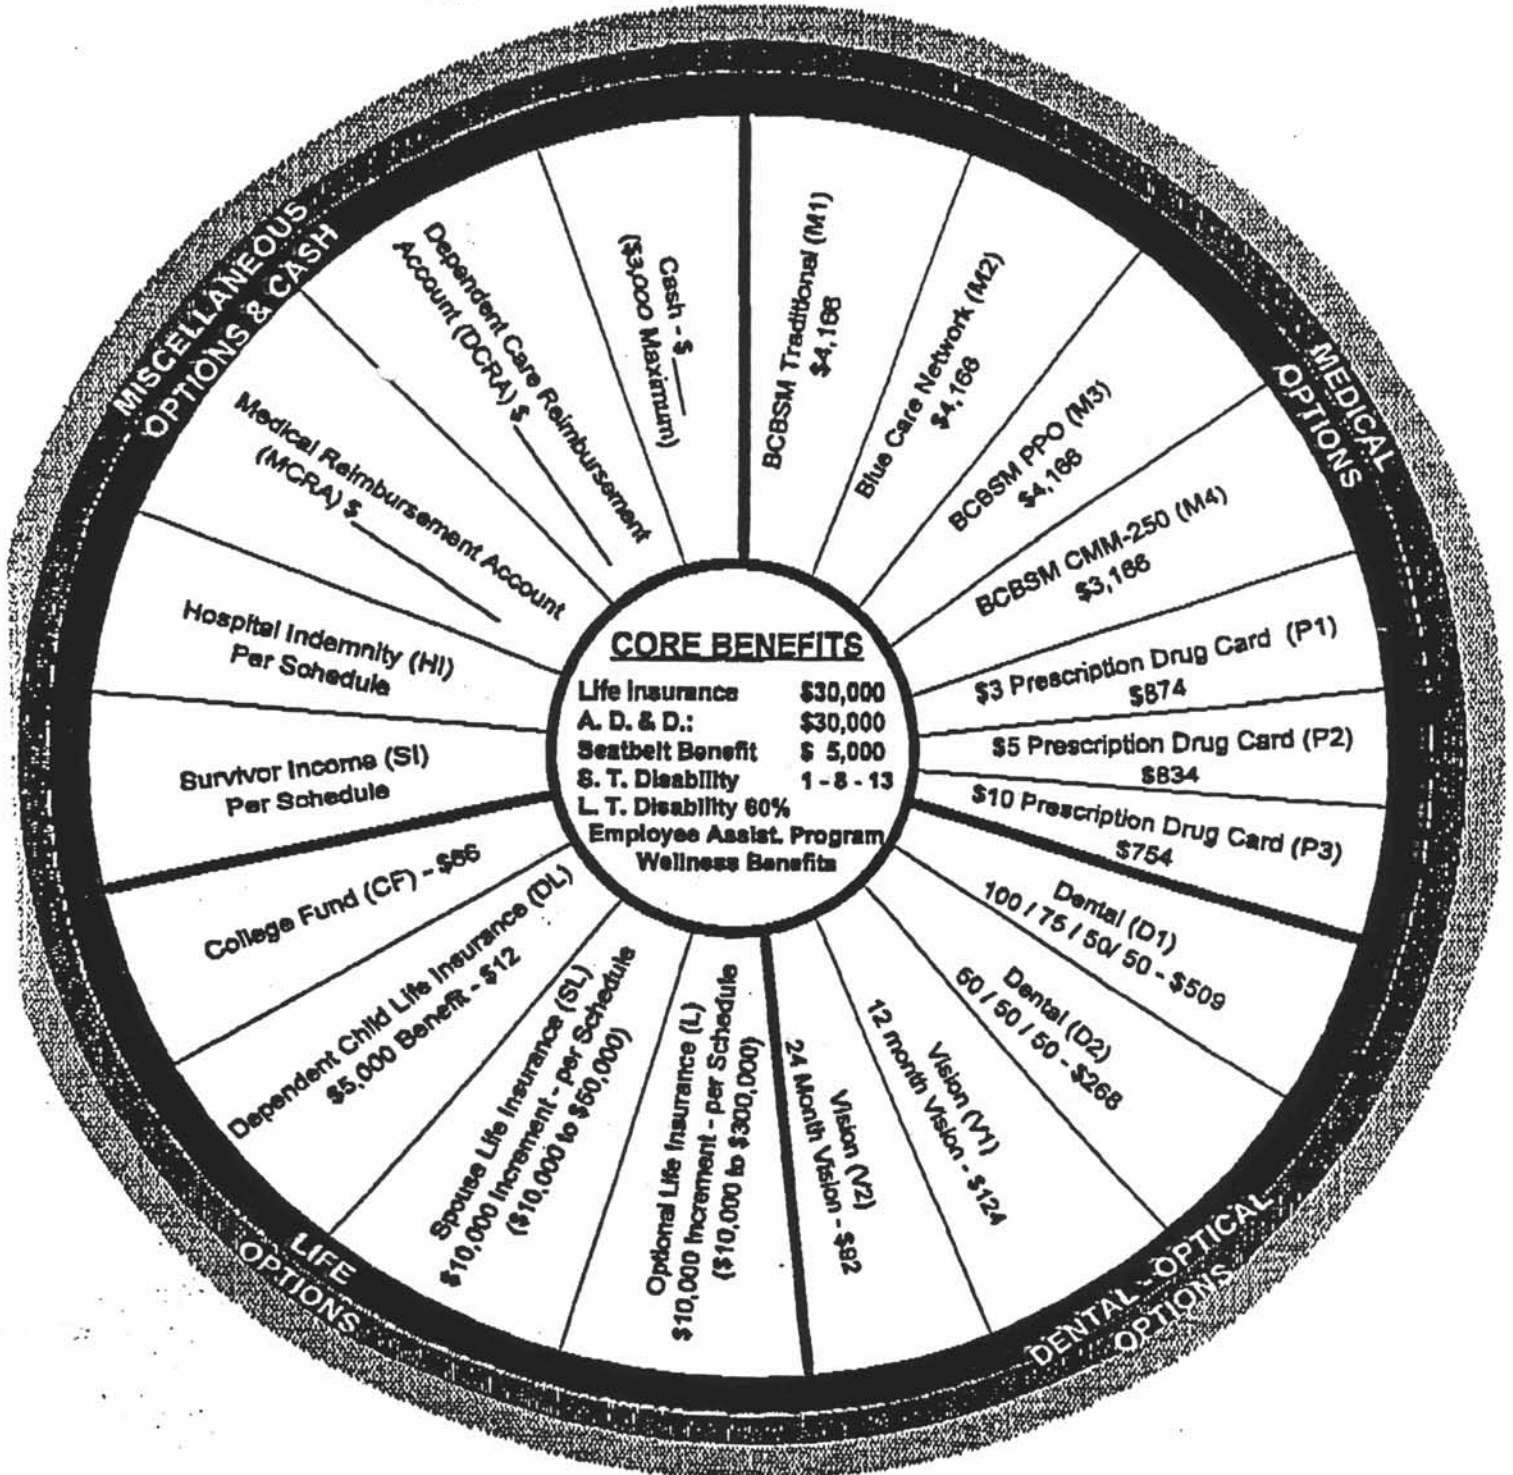 MISCELLANEOUS
OPTIONS & CASH
MEDICAL
OPTIONS
DENTAL - OPTICAL
OPTIONS
LIFE
OPTIONS
CORE BENEFITS
Life Insurance $30,000
A. D. & D.: $30,000
Seatbelt Benefit $ 5,000
S. T. Disability 1 - 8 - 13
L. T. Disability 60%
Employee Assist. Program
Wellness Benefits
BCBSM Traditional (M1)
$4,166
Blue Care Network (M2)
$4,166
BCBSM PPO (M3)
$4,166
BCBSM CMM-250 (M4)
$3,166
$3 Prescription Drug Card (P1)
$874
$5 Prescription Drug Card (P2)
$834
$10 Prescription Drug Card (P3)
$754
Dental (D1)
100 / 75 / 50/ 50 - $509
Dental (D2)
50 / 50 / 50 - $268
Vision (V1)
12 month Vision - $124
Vision (V2)
24 Month Vision - $92
Optional Life Insurance (L)
$10,000 Increment - per Schedule
($10,000 to $300,000)
Spouse Life Insurance (SL)
$10,000 Increment - per Schedule
($10,000 to $50,000)
Dependent Child Life Insurance (DL)
$5,000 Benefit - $12
College Fund (CF) - $66
Survivor Income (SI)
Per Schedule
Hospital Indemnity (HI)
Per Schedule
Medical Reimbursement Account
(MCRA) $
Dependent Care Reimbursement
Account (DCRA) $
Cash - $
($3,000 Maximum)